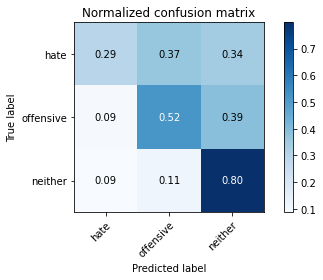 Normalized confusion matrix
True label
hate
0.29 0.37 0.34
offensive
0.09 0.52 0.39
neither
0.09 0.11 0.80
hate
offensive
neither
Predicted label
0.7
0.6
0.5
0.4
0.3
0.2
0.1